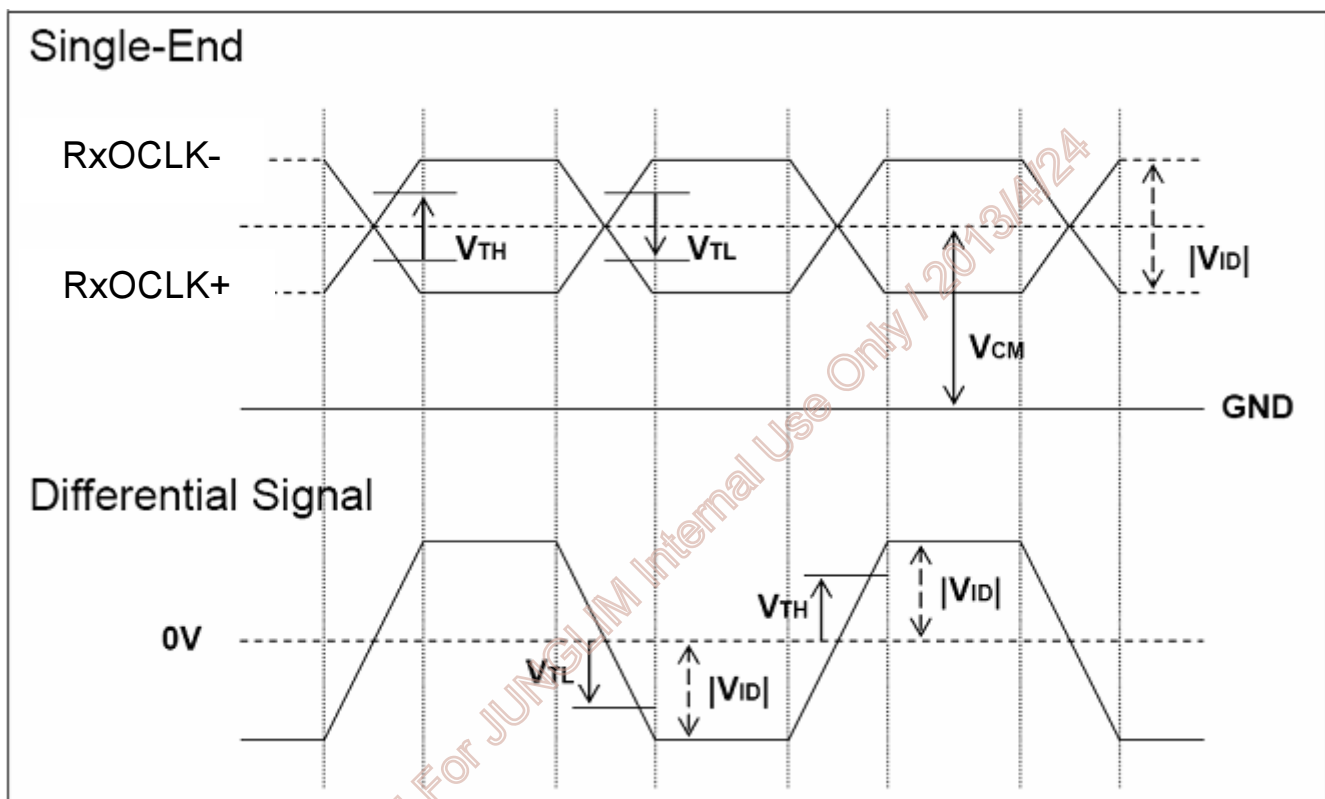 Single-End
RxOCLK-
VTH
VTL
|VID|
RxOCLK+
VCM
GND
Differential Signal
|VID|
VTH
0V
VTL
|VID|
For JUNGLIM Internal Use Only / 2013/4/24